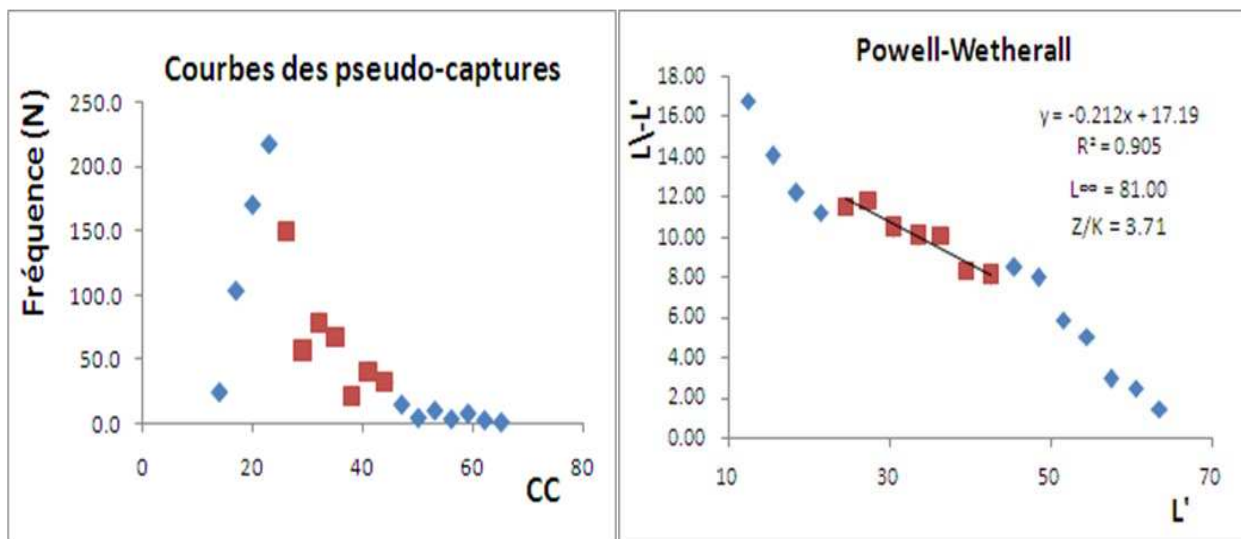 Courbes des pseudo-captures
Fréquence (N)
250.0
200.0
150.0
100.0
50.0
0.0
0 20 40 60 80
CC
Powell-Wetherall
L\-L'
18.00
16.00
14.00
12.00
10.00
8.00
6.00
4.00
2.00
0.00
y = -0.212x + 17.19
R² = 0.905
L∞ = 81.00
Z/K = 3.71
10 30 50 70
L'